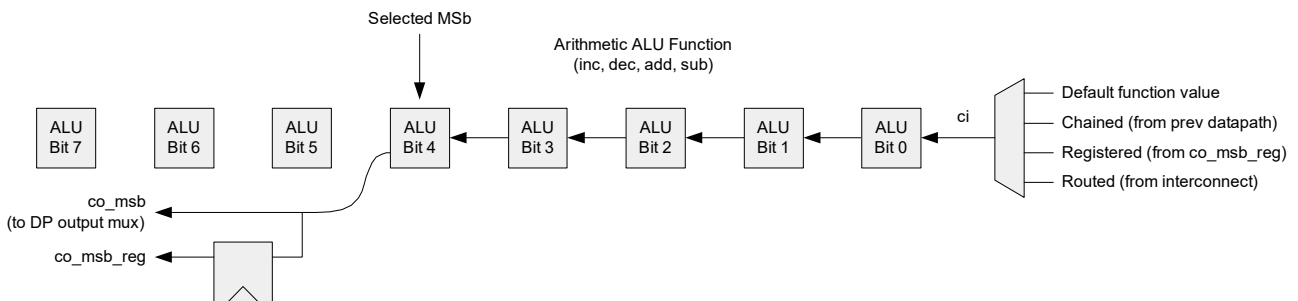 Selected MSb
Arithmetic ALU Function
(inc, dec, add, sub)
Default function value
ALU
Bit 7
ALU
Bit 6
ALU
Bit 5
ALU
Bit 4
ALU
Bit 3
ALU
Bit 2
ALU
Bit 1
ALU
Bit 0
ci
Chained (from prev datapath)
Registered (from co_msb_reg)
Routed (from interconnect)
co_msb
(to DP output mux)
co_msb_reg